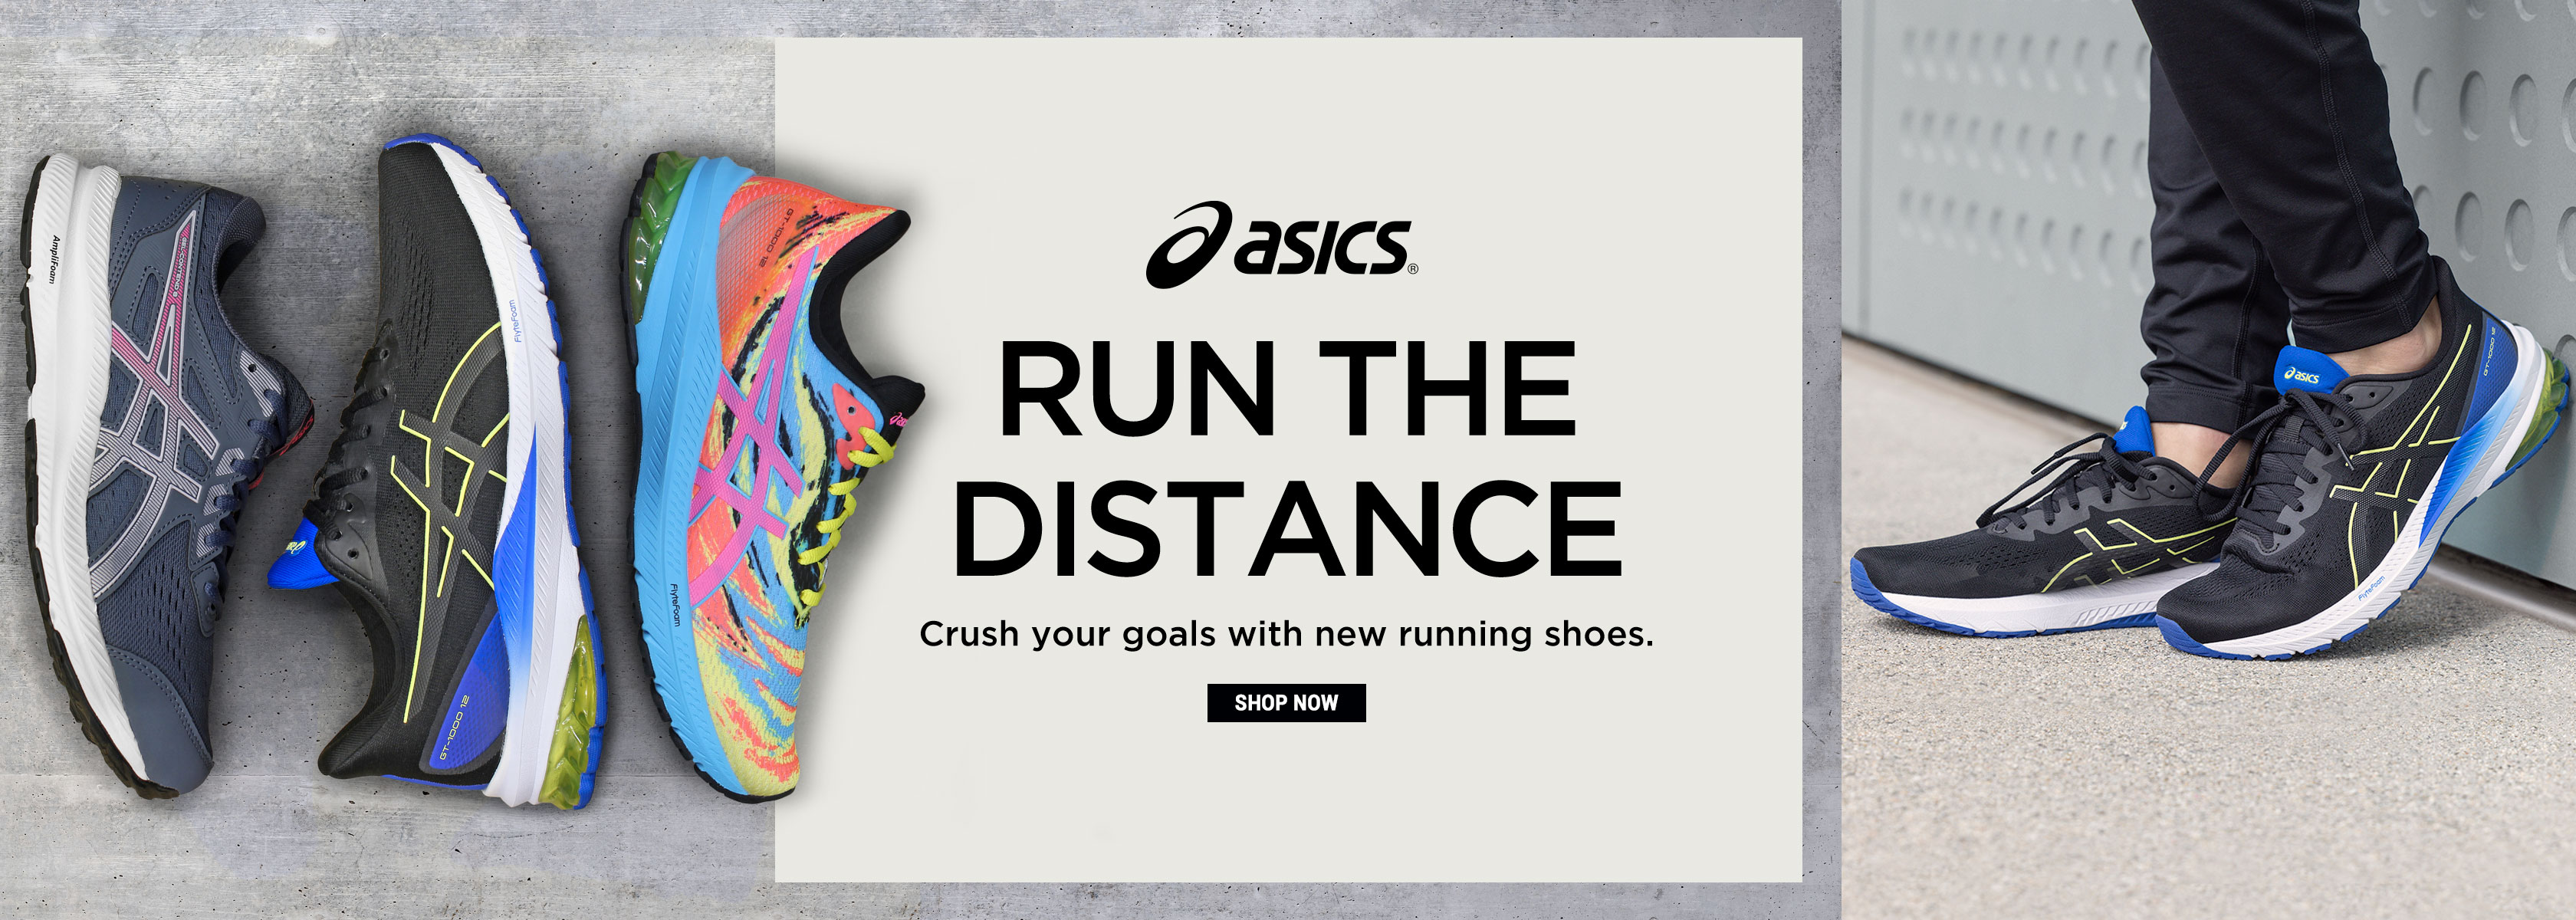 AmpliFoam
FlyteFoam
GT-1000 12
GT-1000 12
FlyteFoam
asics
asics®
RUN THE
DISTANCE
Crush your goals with new running shoes.
SHOP NOW
asics
GT-1000 12
FlyteFoam